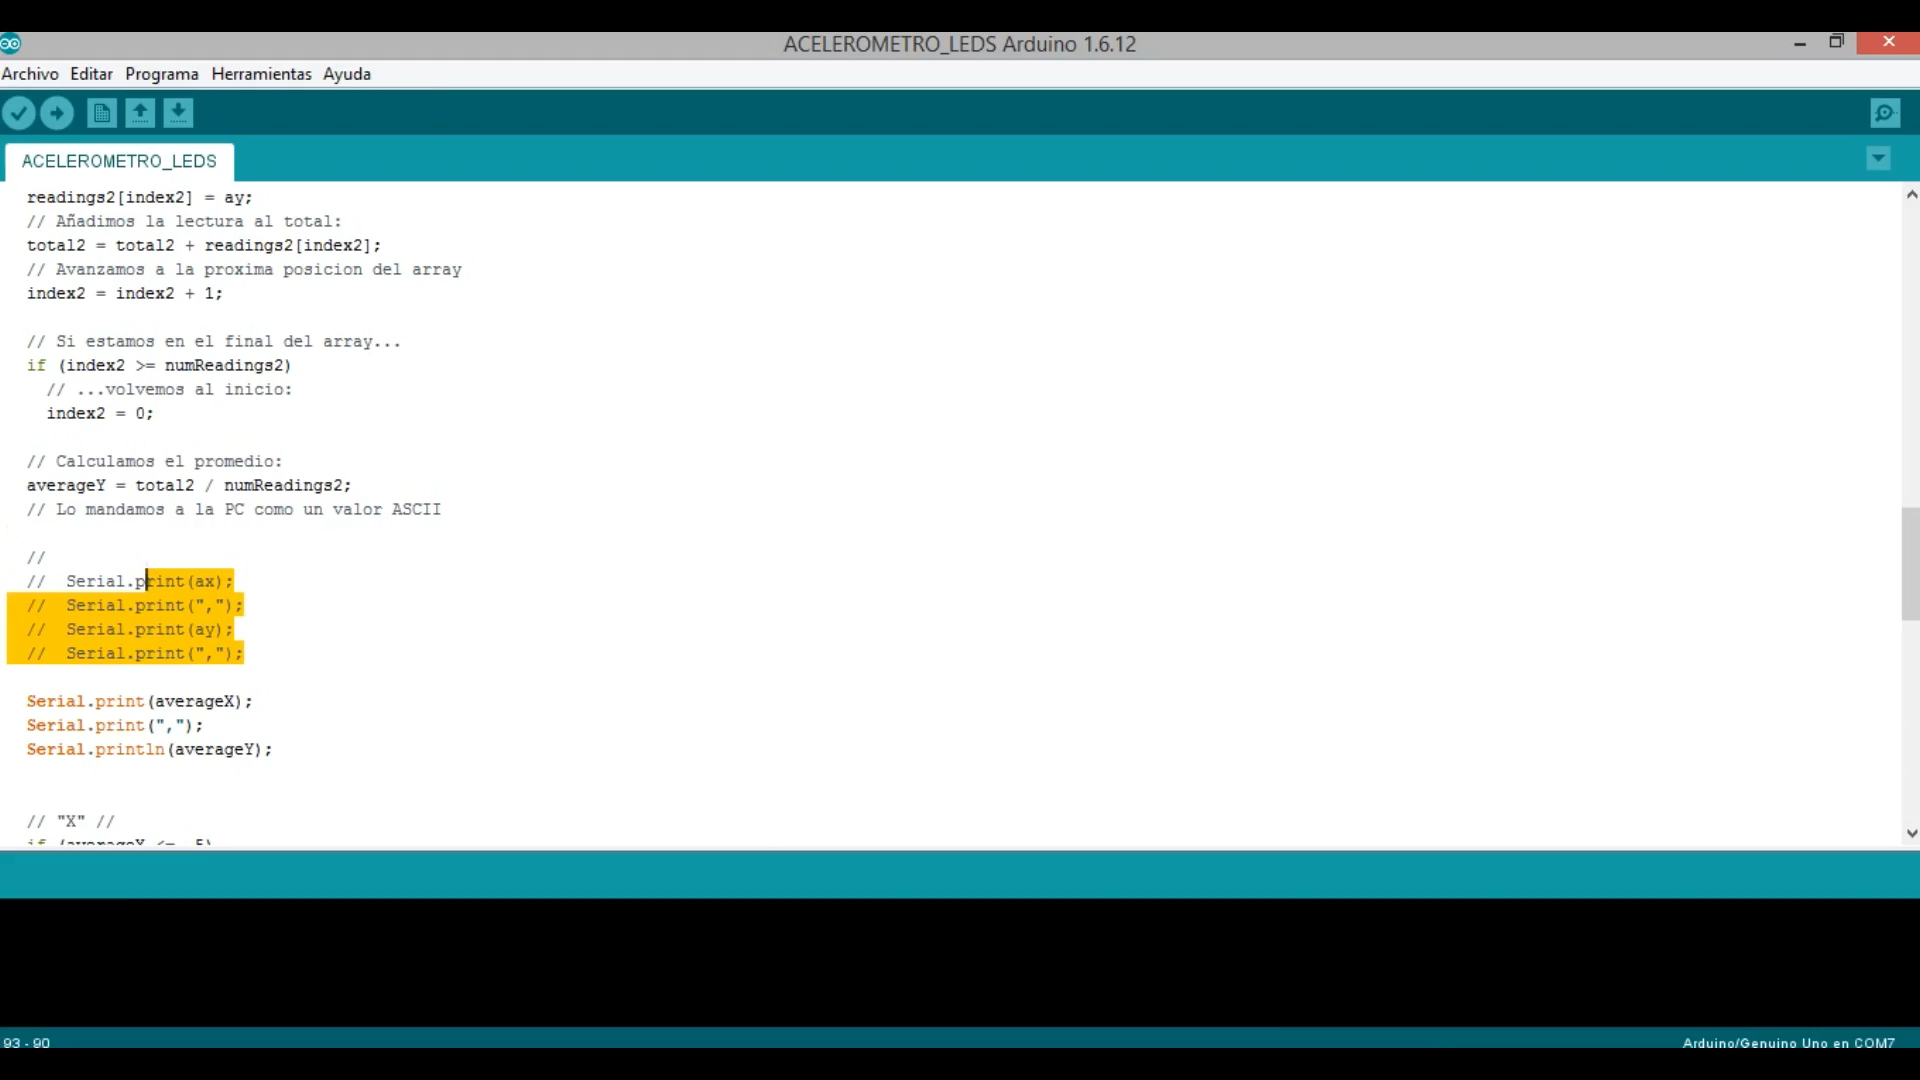 ACELEROMETRO_LEDS Arduino 1.6.12
Archivo Editar Programa Herramientas Ayuda
ACELEROMETRO_LEDS
readings2[index2] = ay;
// Añadimos la lectura al total:
total2 = total2 + readings2[index2];
// Avanzamos a la proxima posicion del array
index2 = index2 + 1;
// Si estamos en el final del array...
if (index2 >= numReadings2)
// ...volvemos al inicio:
index2 = 0;
// Calculamos el promedio:
averageY = total2 / numReadings2;
// Lo mandamos a la PC como un valor ASCII
//
//  Serial.print(ax);
//  Serial.print(",");
//  Serial.print(ay);
//  Serial.print(",");
Serial.print(averageX);
Serial.print(",");
Serial.println(averageY);
// "X" //
93 - 90
Arduino/Genuino Uno en COM7